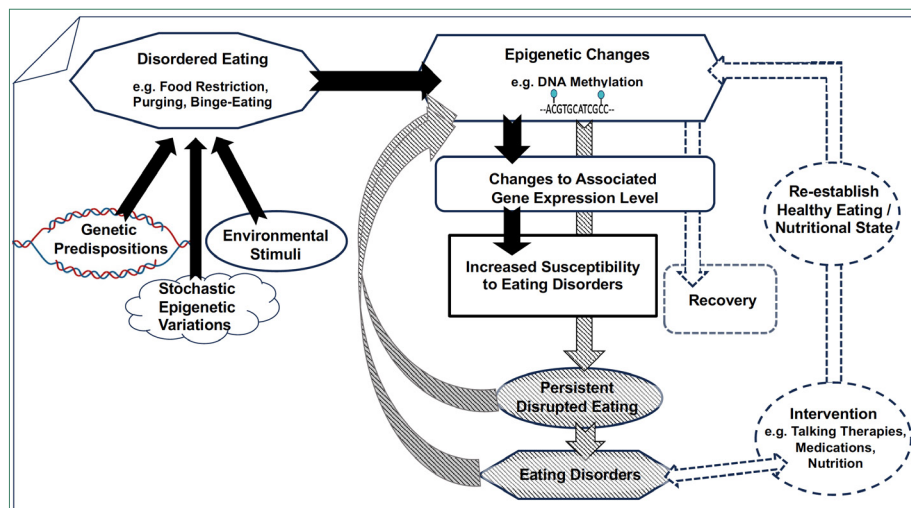 Disordered Eating
e.g. Food Restriction,
Purging, Binge-Eating
Epigenetic Changes
e.g. DNA Methylation
--ACGTGCATCGCC--
Genetic
Predispositions
Environmental
Stimuli
Stochastic
Epigenetic
Variations
Changes to Associated
Gene Expression Level
Increased Susceptibility
to Eating Disorders
Recovery
Re-establish
Healthy Eating /
Nutritional State
Persistent
Disrupted Eating
Eating Disorders
Intervention
e.g. Talking Therapies,
Medications,
Nutrition